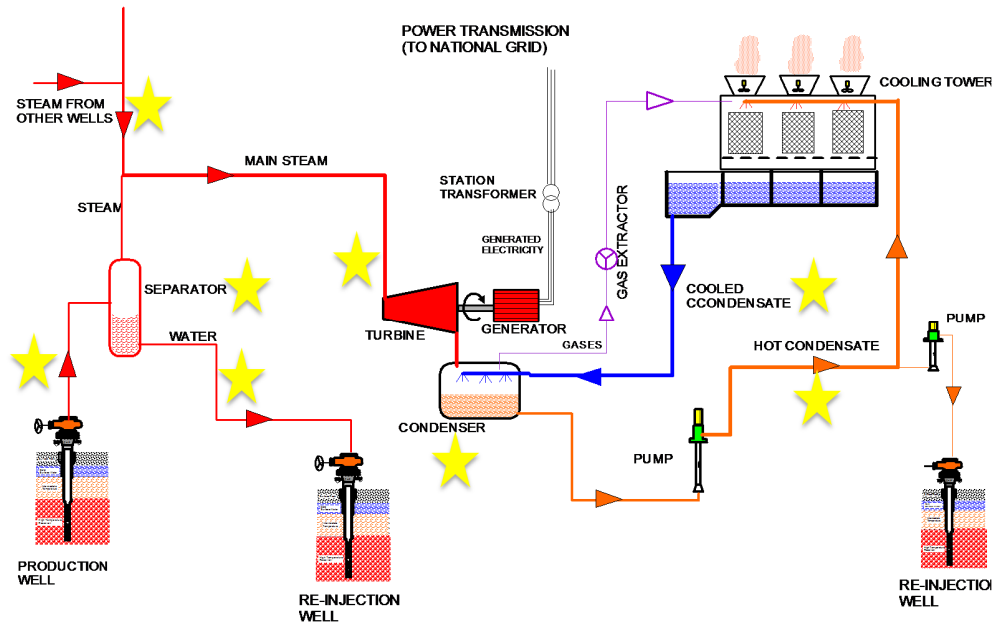 POWER TRANSMISSION
(TO NATIONAL GRID)
COOLING TOWER
STEAM FROM
OTHER WELLS
MAIN STEAM
STATION
TRANSFORMER
STEAM
GENERATED
ELECTRICITY
GAS EXTRACTOR
SEPARATOR
COOLED
CCONDENSATE
TURBINE
GENERATOR
WATER
GASES
HOT CONDENSATE
PUMP
CONDENSER
PUMP
PRODUCTION
WELL
RE-INJECTION
WELL
RE-INJECTIO
WELL